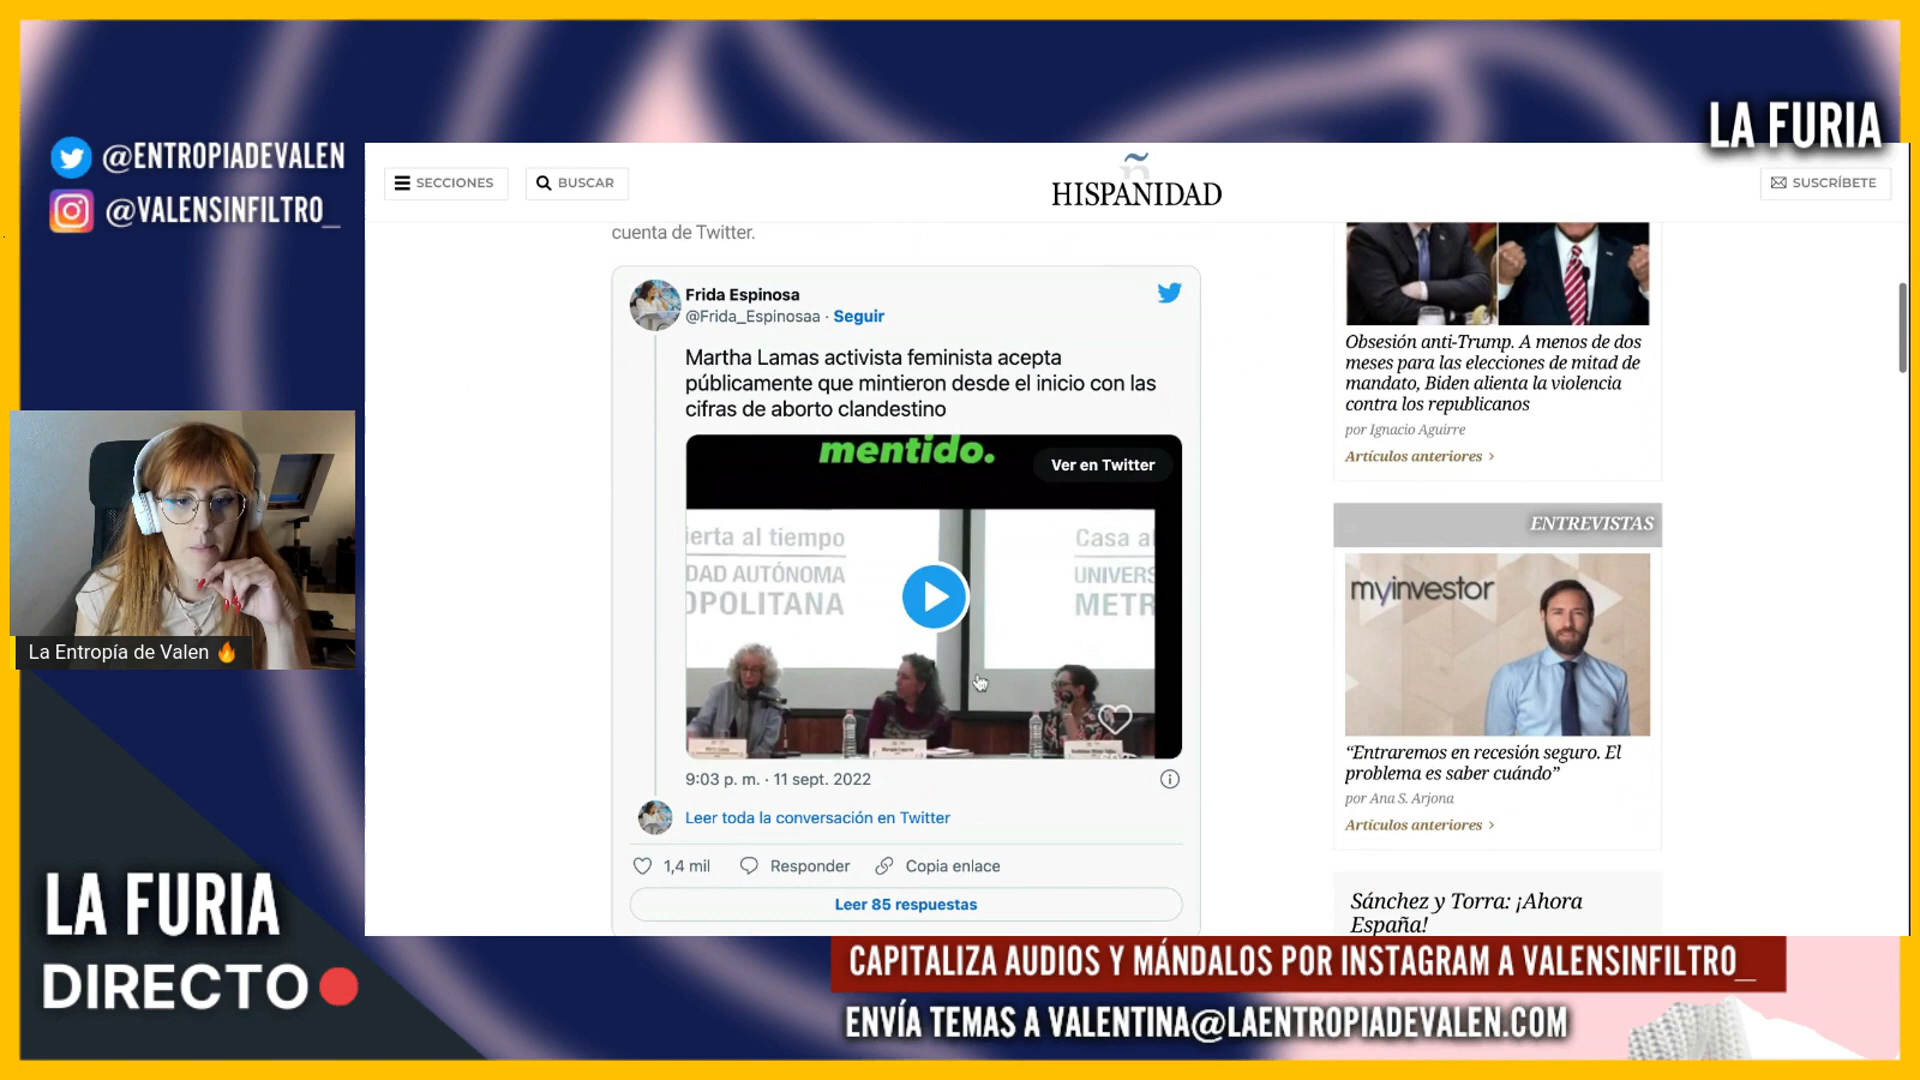 LA FURIA
@ENTROPIADEVALEN
@VALENSINFILTRO_
SECCIONES
BUSCAR
ñ
HISPANIDAD
SUSCRÍBETE
cuenta de Twitter.
Frida Espinosa
@Frida_Espinosaa · Seguir
Martha Lamas activista feminista acepta
públicamente que mintieron desde el inicio con las
cifras de aborto clandestino
mentido.
Ver en Twitter
ierta al tiempo
DAD AUTÓNOMA
OPOLITANA
Casa a
UNIVERS
METR
9:03 p. m. · 11 sept. 2022
Leer toda la conversación en Twitter
1,4 mil
Responder
Copia enlace
Leer 85 respuestas
Obsesión anti-Trump. A menos de dos
meses para las elecciones de mitad de
mandato, Biden alienta la violencia
contra los republicanos
por Ignacio Aguirre
Artículos anteriores >
ENTREVISTAS
myinvestor
“Entraremos en recesión seguro. El
problema es saber cuándo”
por Ana S. Arjona
Artículos anteriores >
Sánchez y Torra: ¡Ahora
España!
La Entropía de Valen 🔥
LA FURIA
DIRECTO
CAPITALIZA AUDIOS Y MÁNDALOS POR INSTAGRAM A VALENSINFILTRO_
ENVÍA TEMAS A VALENTINA@LAENTROPIADEVALEN.COM